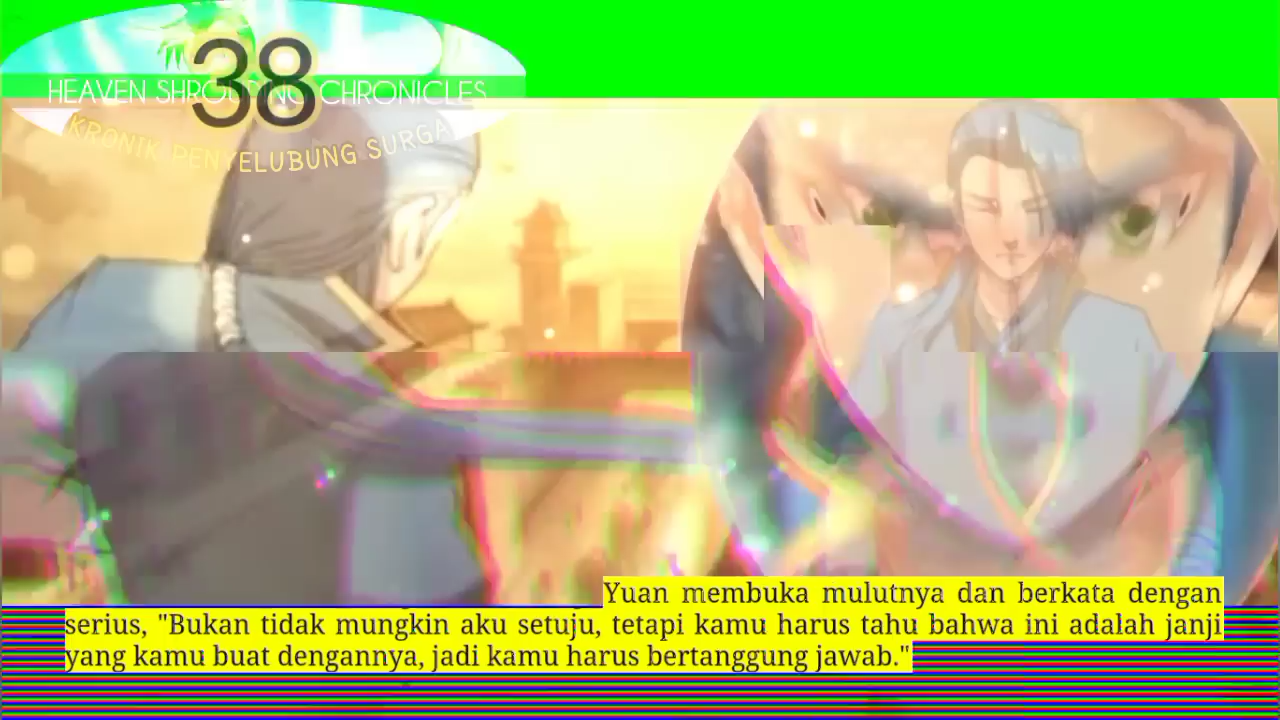 38
HEAVEN SHROUDING CHRONICLES
KRONIK PENYELUBUNG SURGA
Yuan membuka mulutnya dan berkata dengan
serius, "Bukan tidak mungkin aku setuju, tetapi kamu harus tahu bahwa ini adalah janji
yang kamu buat dengannya, jadi kamu harus bertanggung jawab."